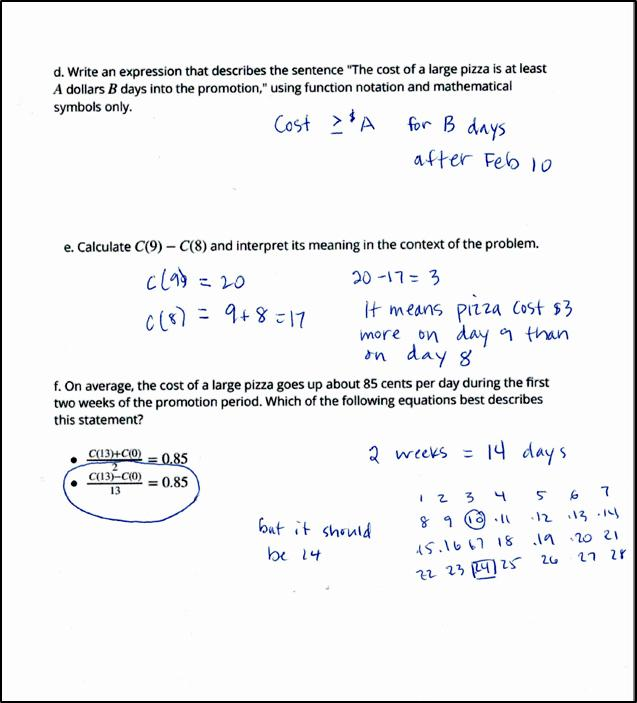 d. Write an expression that describes the sentence "The cost of a large pizza is at least
A dollars B days into the promotion," using function notation and mathematical
symbols only.
Cost ≥ $A for B days
after Feb 10
e. Calculate C(9) − C(8) and interpret its meaning in the context of the problem.
C(9) = 20
20-17 = 3
C(8) = 9+8=17
It means pizza cost $3
more on day 9 than
on day 8
f. On average, the cost of a large pizza goes up about 85 cents per day during the first
two weeks of the promotion period. Which of the following equations best describes
this statement?
• C(13)+C(0)/2 = 0.85
• C(13)−C(0)/13 = 0.85
2 weeks = 14 days
but it should
be 14
1 2 3 4 5 6 7
8 9 10 ·11 ·12 ·13 ·14
·15 ·16 17 18 ·19 ·20 21
22 23 24 25 26 27 28